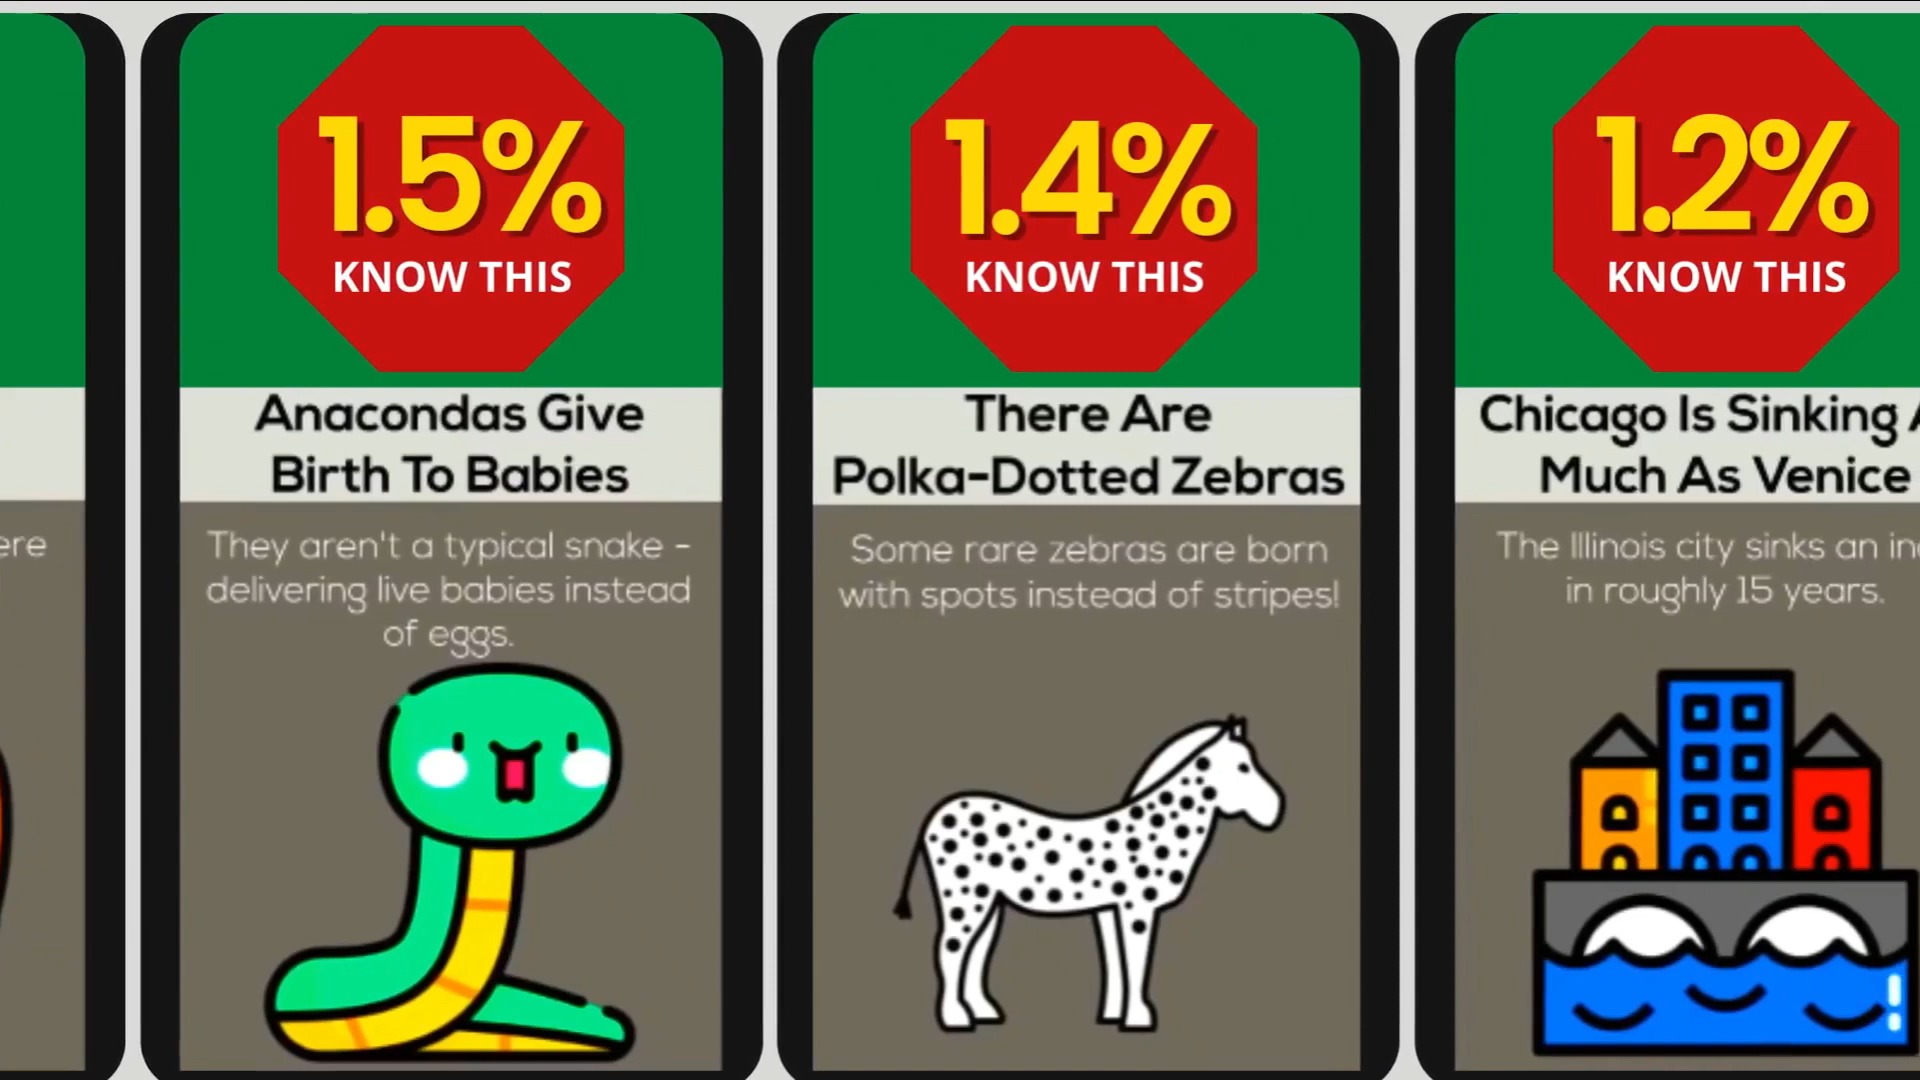 ere
1.5%
KNOW THIS
Anacondas Give
Birth To Babies
They aren't a typical snake -
delivering live babies instead
of eggs.
1.4%
KNOW THIS
There Are
Polka-Dotted Zebras
Some rare zebras are born
with spots instead of stripes!
1.2%
KNOW THIS
Chicago Is Sinking
Much As Venice
The Illinois city sinks an
in roughly 15 years.